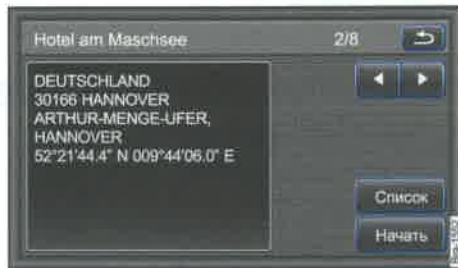 Hotel am Maschsee 2/8
DEUTSCHLAND
30166 HANNOVER
ARTHUR-MENGE-UFER,
HANNOVER
52°21'44.4" N 009°44'06.0" E
Список
Начать